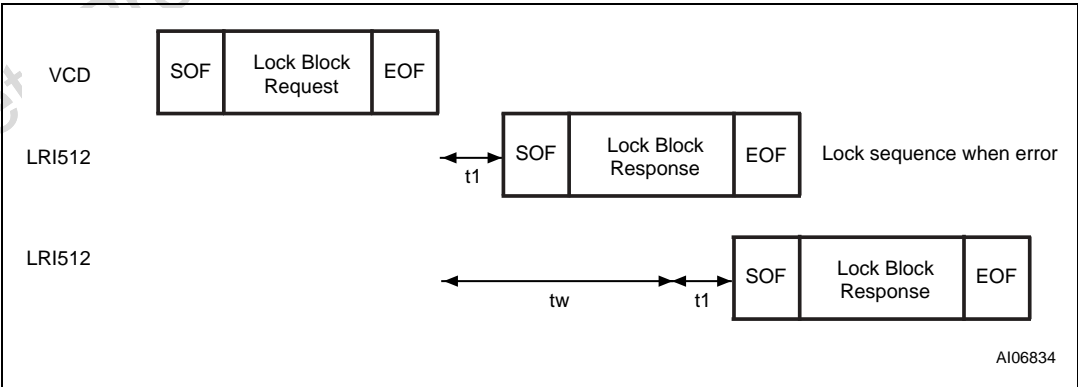 VCD
SOF
Lock Block
Request
EOF
LRI512
t1
SOF
Lock Block
Response
EOF
Lock sequence when error
LRI512
tw
t1
SOF
Lock Block
Response
EOF
AI06834